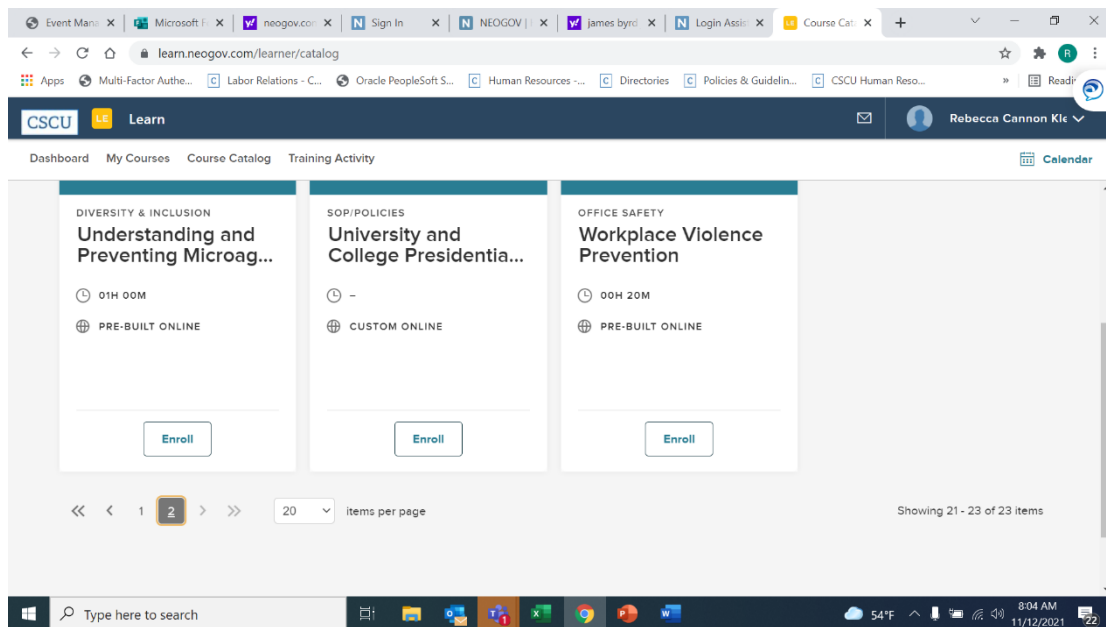 Event Mana
Microsoft Fo
neogov.con
Sign In
NEOGOV |
james byrd
Login Assis
Course Cat
learn.neogov.com/learner/catalog
R
Apps
Multi-Factor Authe...
Labor Relations - C...
Oracle PeopleSoft S...
Human Resources -...
Directories
Policies & Guidelin...
CSCU Human Reso...
»
Readi
CSCU
LE
Learn
Rebecca Cannon Kle
Dashboard
My Courses
Course Catalog
Training Activity
Calendar
DIVERSITY & INCLUSION
Understanding and
Preventing Microag...
01H 00M
PRE-BUILT ONLINE
Enroll
SOP/POLICIES
University and
College Presidentia...
–
CUSTOM ONLINE
Enroll
OFFICE SAFETY
Workplace Violence
Prevention
00H 20M
PRE-BUILT ONLINE
Enroll
1
2
20
items per page
Showing 21 - 23 of 23 items
Type here to search
54°F
8:04 AM
11/12/2021
22